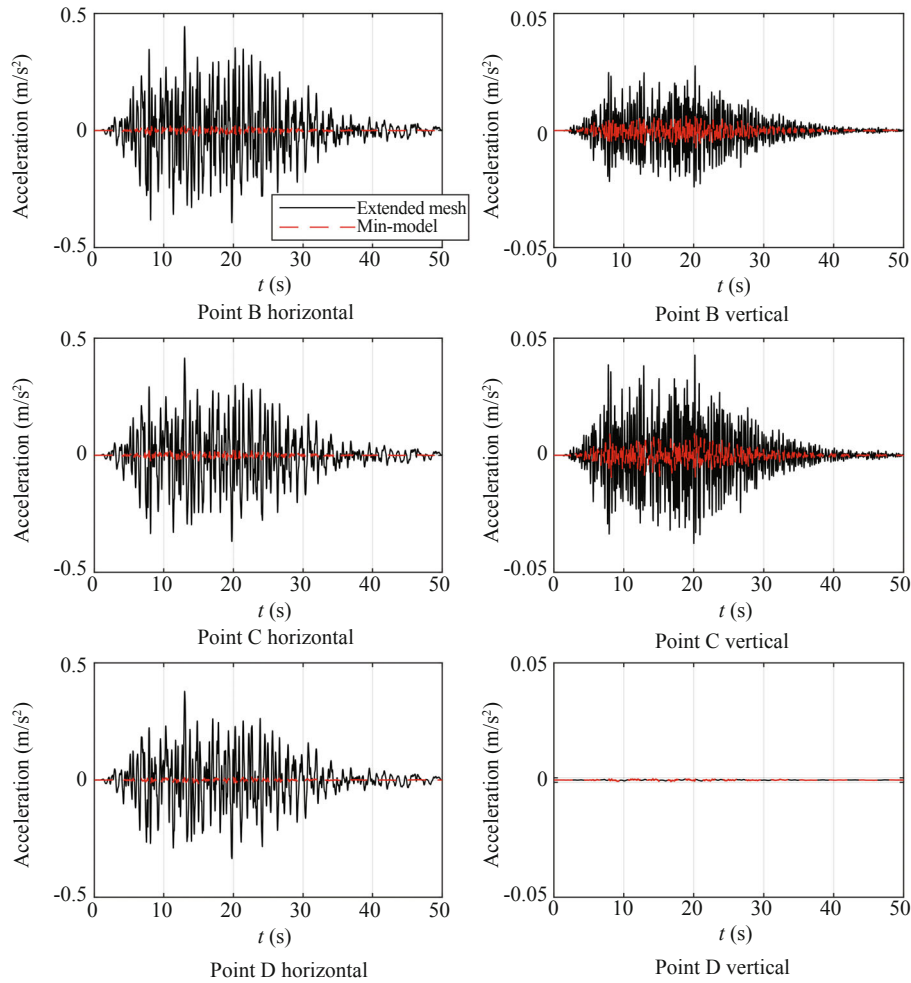 0.5
0
-0.5
Acceleration (m/s²)
Extended mesh
Min-model
0 10 20 30 40 50
t (s)
Point B horizontal
0.05
0
-0.05
Acceleration (m/s²)
0 10 20 30 40 50
t (s)
Point B vertical
0.5
0
-0.5
Acceleration (m/s²)
0 10 20 30 40 50
t (s)
Point C horizontal
0.05
0
-0.05
Acceleration (m/s²)
0 10 20 30 40 50
t (s)
Point C vertical
0.5
0
-0.5
Acceleration (m/s²)
0 10 20 30 40 50
t (s)
Point D horizontal
0.05
0
-0.05
Acceleration (m/s²)
0 10 20 30 40 50
t (s)
Point D vertical